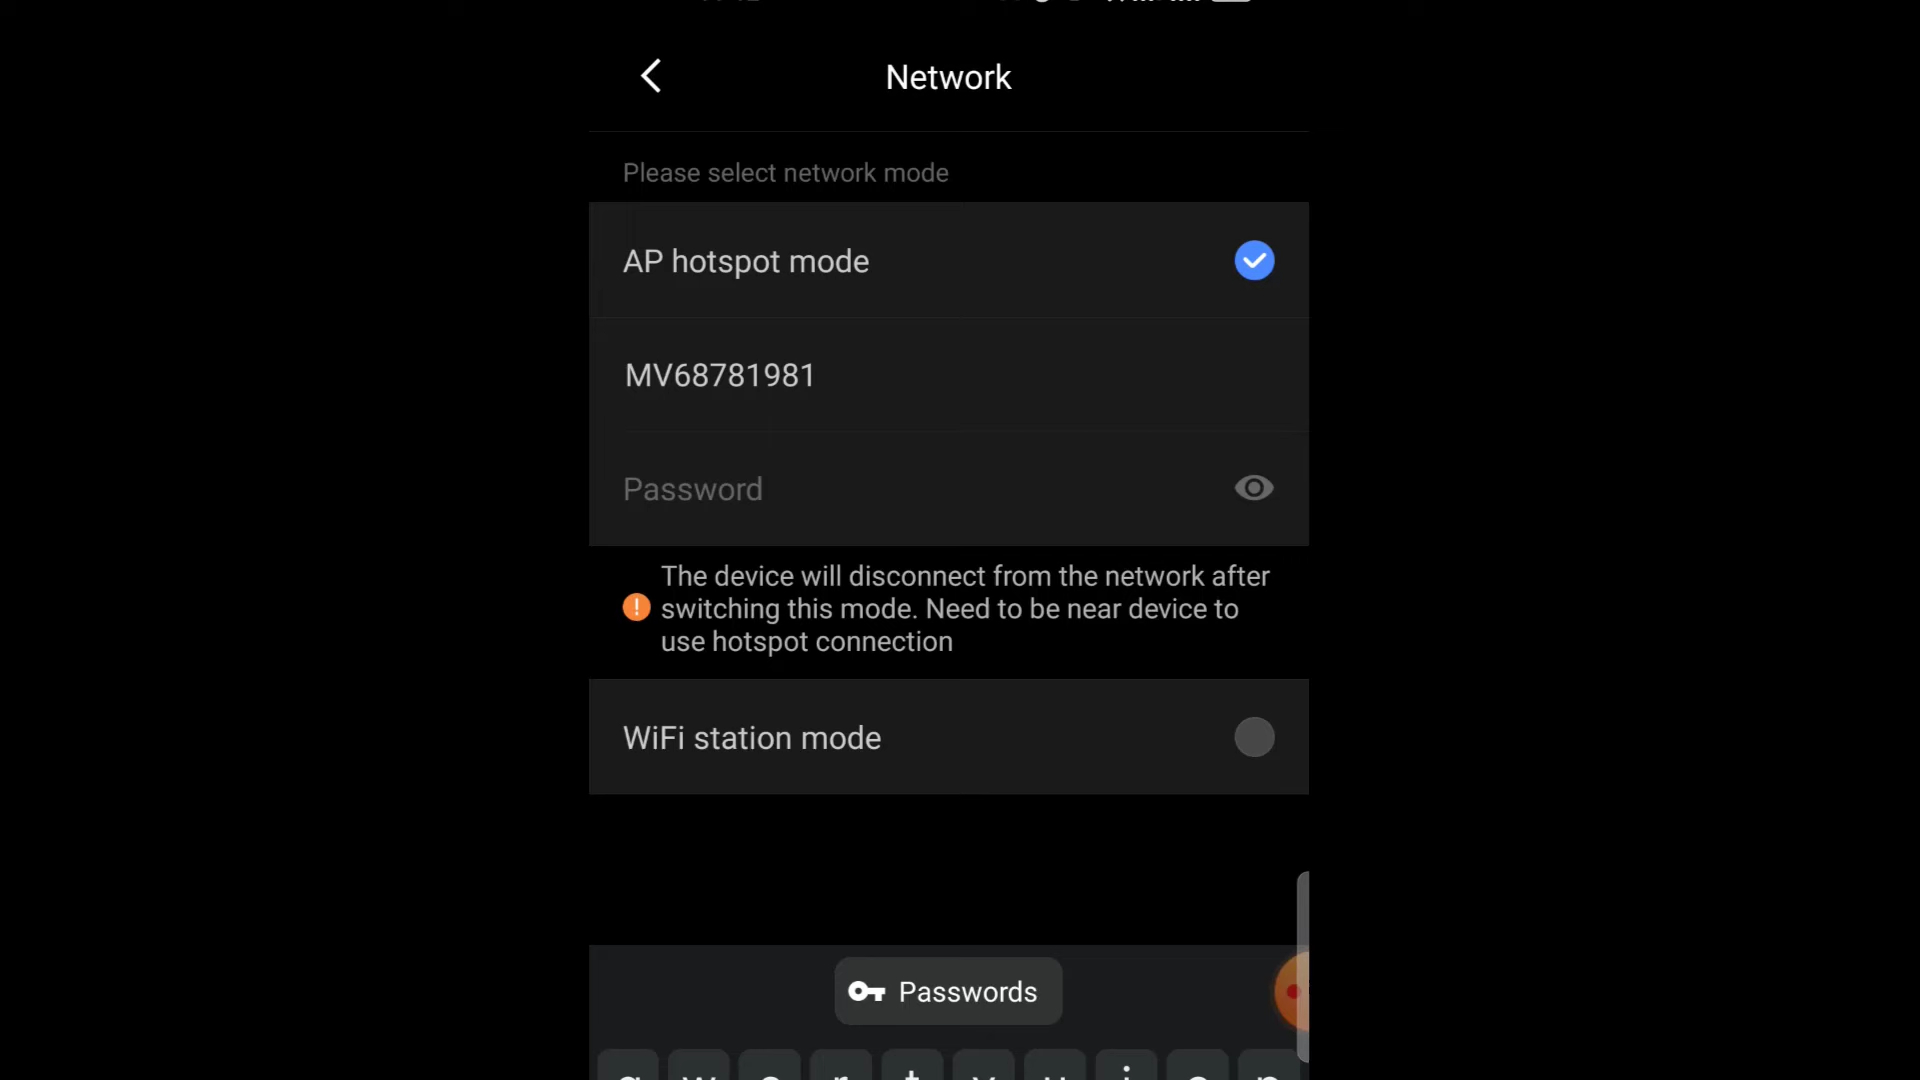 Network
Please select network mode
AP hotspot mode
MV68781981
Password
The device will disconnect from the network after
switching this mode. Need to be near device to
use hotspot connection
WiFi station mode
Passwords